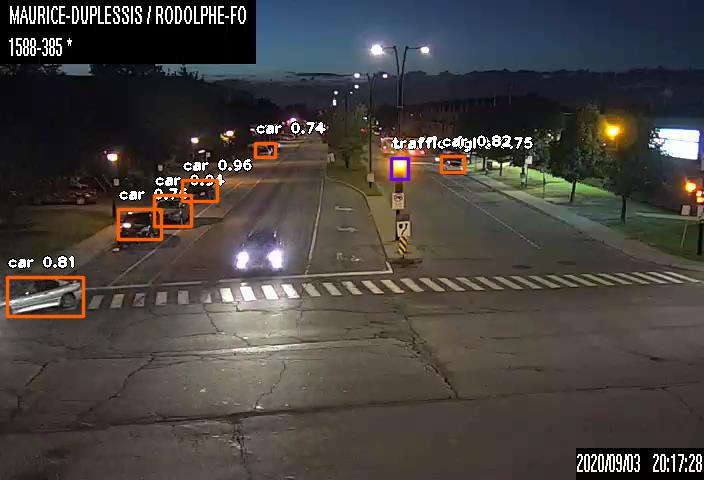 MAURICE-DUPLESSIS / RODOLPHE-FO
1588-385 *
car 0.74
car 0.82
car 0.96
car 0.81
2020/09/03 20:17:28